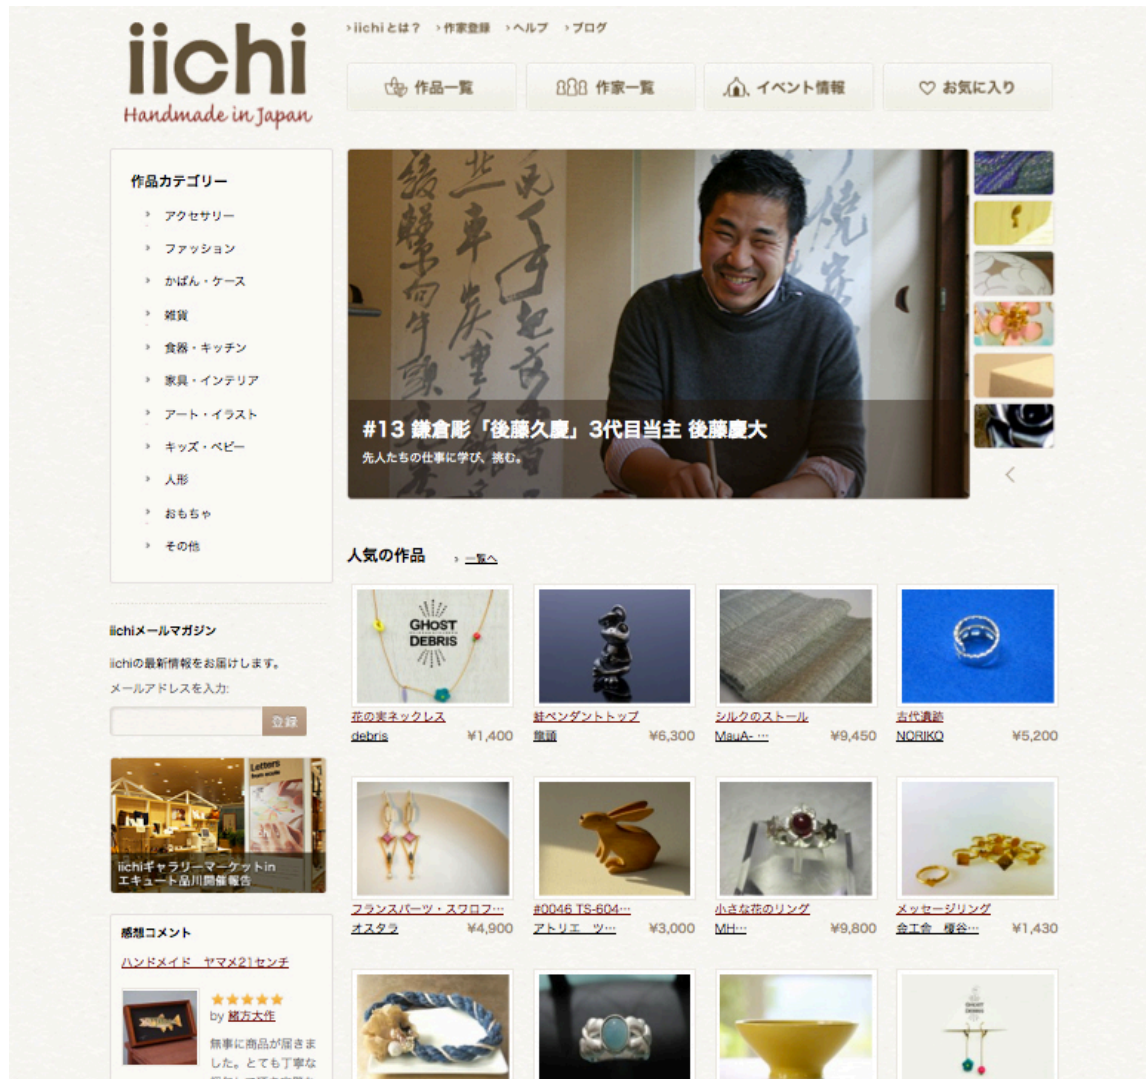 iichi
Handmade in Japan
iichiとは？ 作家登録 ヘルプ ブログ
作品一覧
作家一覧
イベント情報
お気に入り
作品カテゴリー
アクセサリー
ファッション
かばん・ケース
雑貨
食器・キッチン
家具・インテリア
アート・イラスト
キッズ・ベビー
人形
おもちゃ
その他
#13 鎌倉彫「後藤久慶」3代目当主 後藤慶大
先人たちの仕事に学び、挑む。
iichiメールマガジン
iichiの最新情報をお届けします。
メールアドレスを入力:
登録
Letters
iichiギャラリーマーケットin
エキュート品川開催報告
感想コメント
ハンドメイド ヤマメ21センチ
by 緒方大作
無事に商品が届きま
した。とても丁寧な
人気の作品 一覧へ
GHOST
DEBRIS
花の実ネックレス
debris ¥1,400
蛙ペンダントトップ
龍頭 ¥6,300
シルクのストール
MauA- … ¥9,450
古代遺跡
NORIKO ¥5,200
フランスパーツ・スワロフ…
オスタラ ¥4,900
#0046 TS-604…
アトリエ ツ… ¥3,000
小さな花のリング
MH… ¥9,800
メッセージリング
金工舎 榎谷… ¥1,430
GHOST
DEBRIS